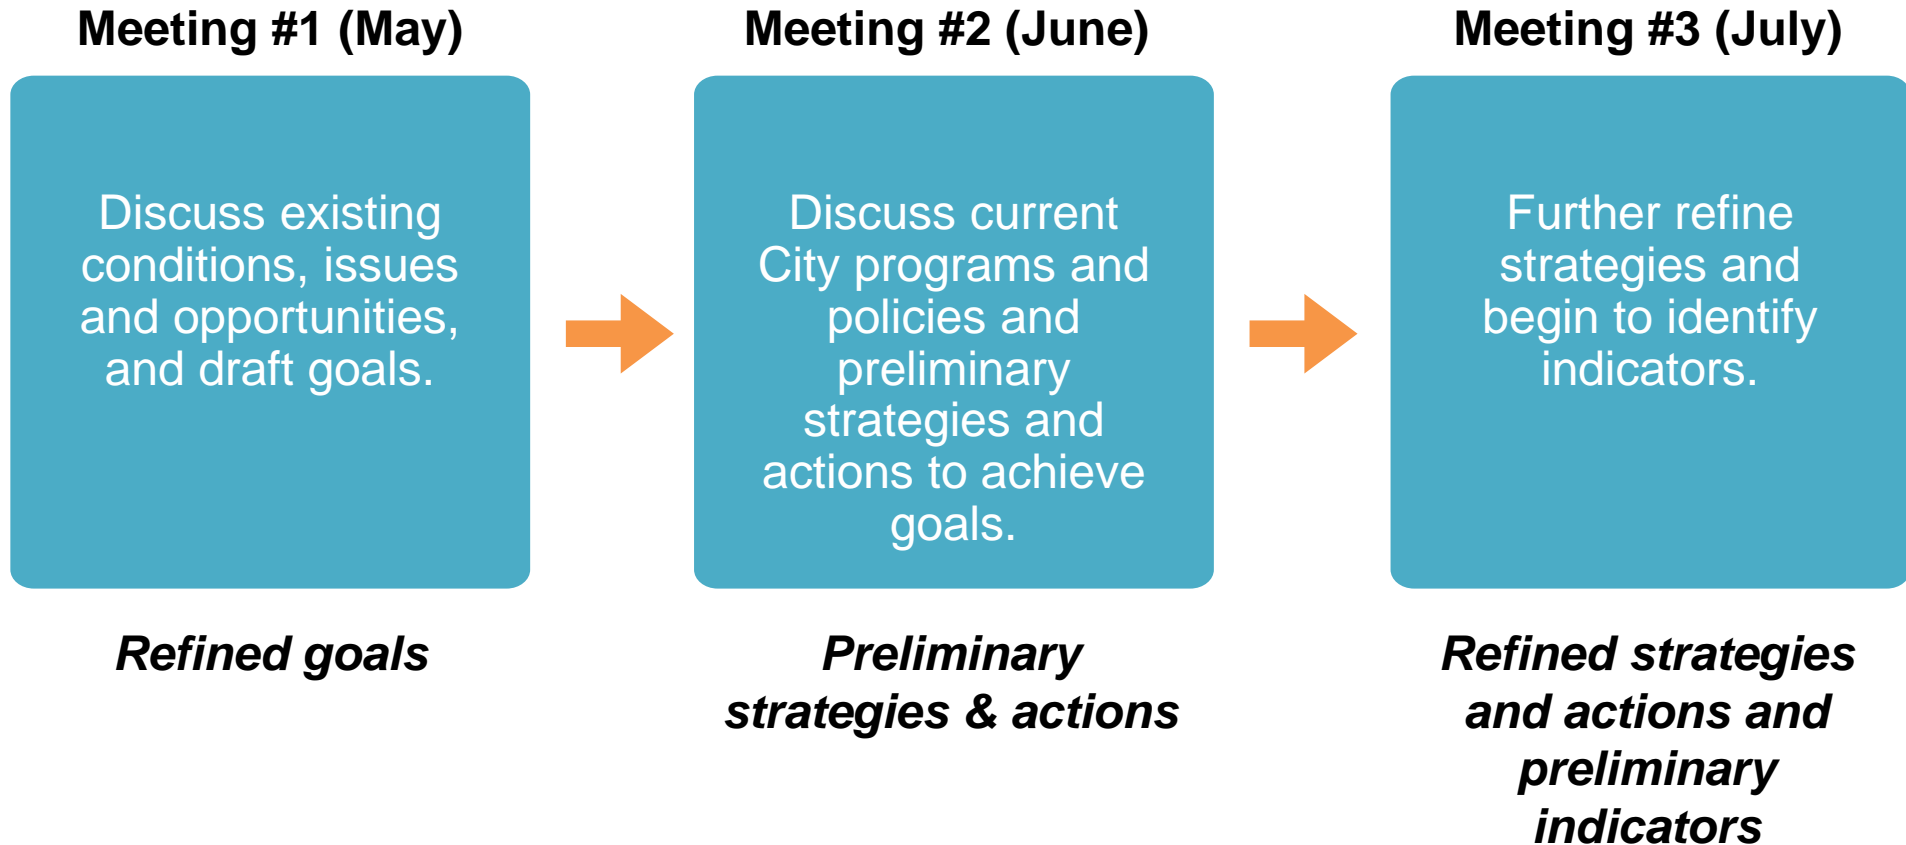 Meeting #1 (May)
Discuss existing
conditions, issues
and opportunities,
and draft goals.
Refined goals
Meeting #2 (June)
Discuss current
City programs and
policies and
preliminary
strategies and
actions to achieve
goals.
Preliminary
strategies & actions
Meeting #3 (July)
Further refine
strategies and
begin to identify
indicators.
Refined strategies
and actions and
preliminary
indicators